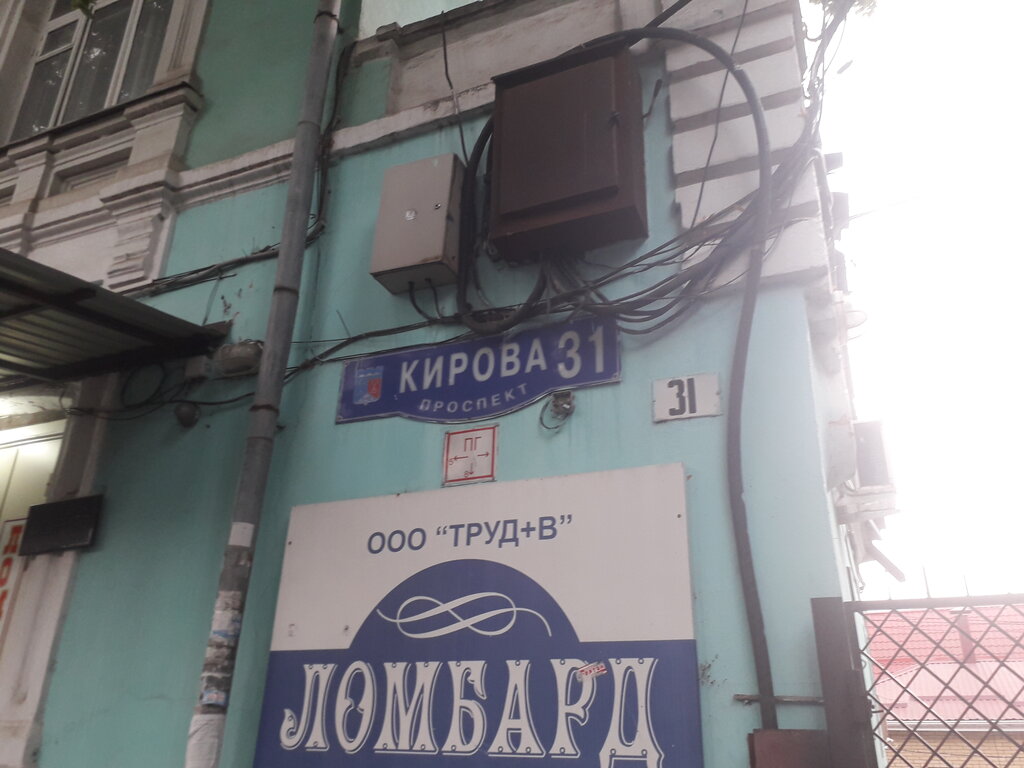 КИРОВА 31
ПРОСПЕКТ
31
ПГ
ООО “ТРУД+В”
ЛОМБАРД